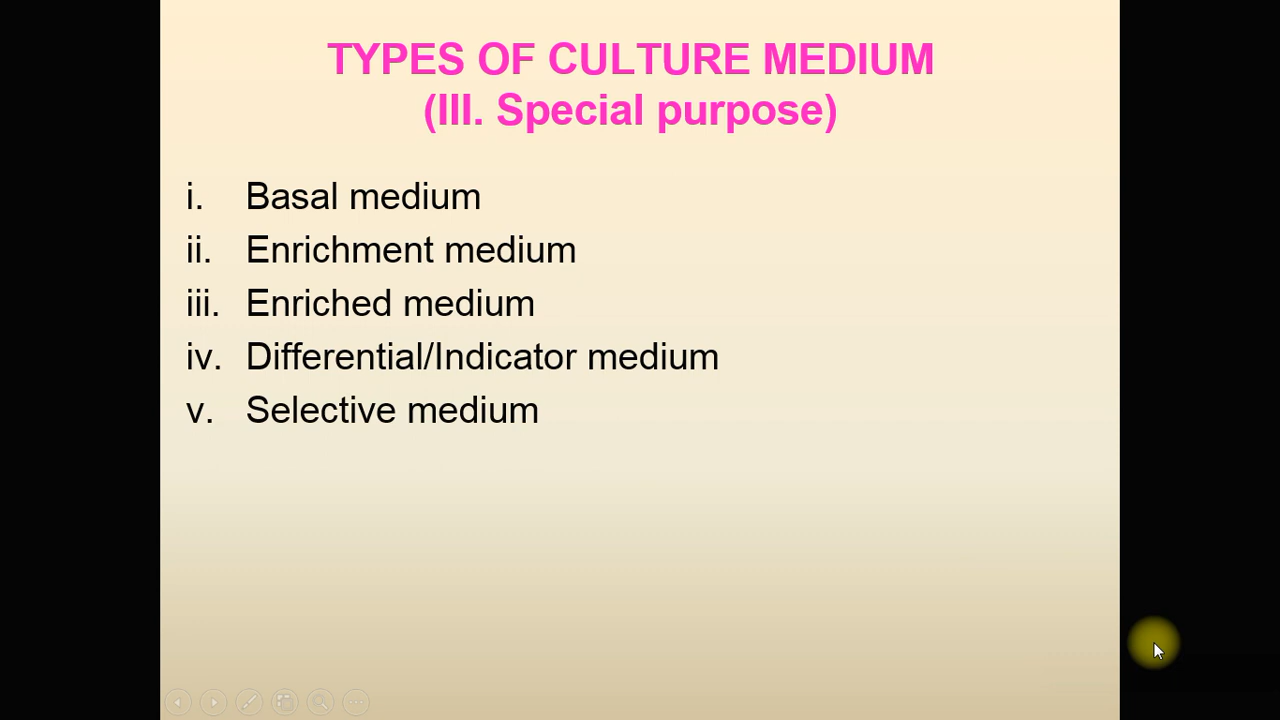 TYPES OF CULTURE MEDIUM
(III. Special purpose)
i. Basal medium
ii. Enrichment medium
iii. Enriched medium
iv. Differential/Indicator medium
v. Selective medium